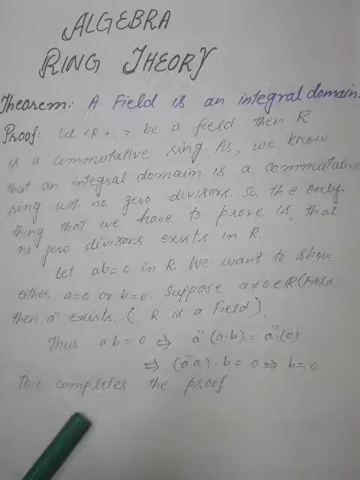 ALGEBRA
RING THEORY
Theorem: A Field is an integral domain.
Proof: Let <R + , .> be a field then R
is a commutative ring. As, we know
that an integral domain is a commutative
ring with no zero divisors. So the only
thing that we have to prove is, that
no zero divisors exists in R.
Let ab=0 in R. We want to show
either a=0 or b=0. Suppose a≠0 ∈ R (Field
then a⁻¹ exists. ( R is a Field).
Thus ab=0 ⇔ a⁻¹(a.b) = a⁻¹.(0)
⇔ (a⁻¹a).b = 0 ⇔ b=0
This completes the proof